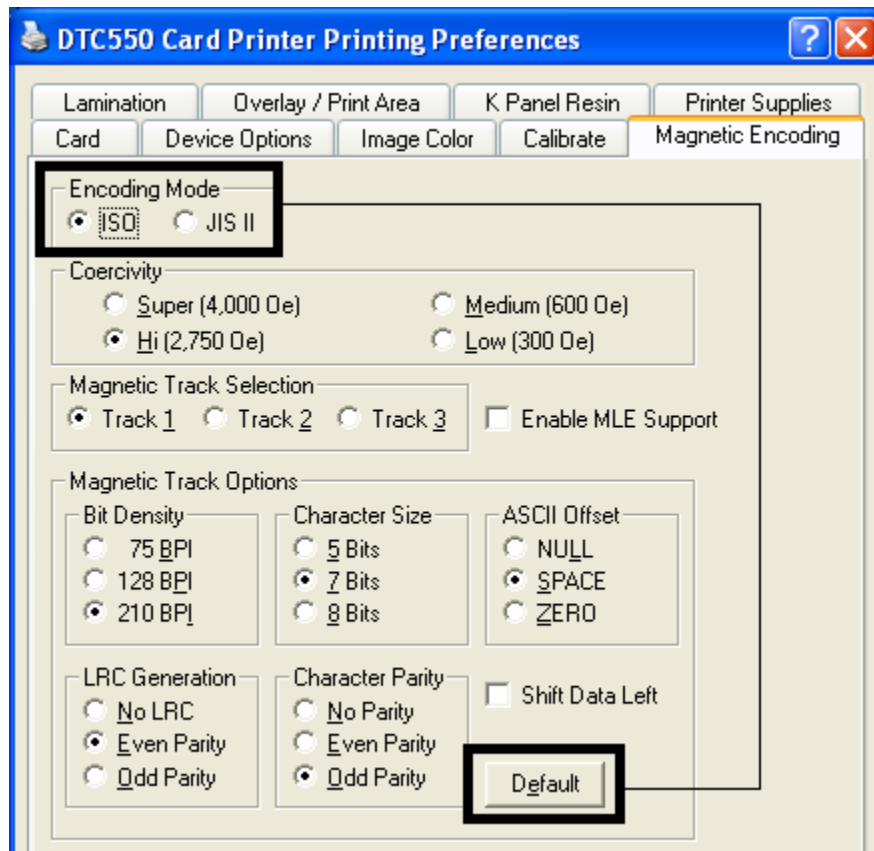 DTC550 Card Printer Printing Preferences
Lamination Overlay / Print Area K Panel Resin Printer Supplies
Card Device Options Image Color Calibrate Magnetic Encoding
Encoding Mode
ISO JIS II
Coercivity
Super (4,000 Oe) Medium (600 Oe)
Hi (2,750 Oe) Low (300 Oe)
Magnetic Track Selection
Track 1 Track 2 Track 3 Enable MLE Support
Magnetic Track Options
Bit Density Character Size ASCII Offset
75 BPI 5 Bits NULL
128 BPI 7 Bits SPACE
210 BPI 8 Bits ZERO
LRC Generation Character Parity
Shift Data Left
No LRC No Parity
Even Parity Even Parity
Odd Parity Odd Parity Default